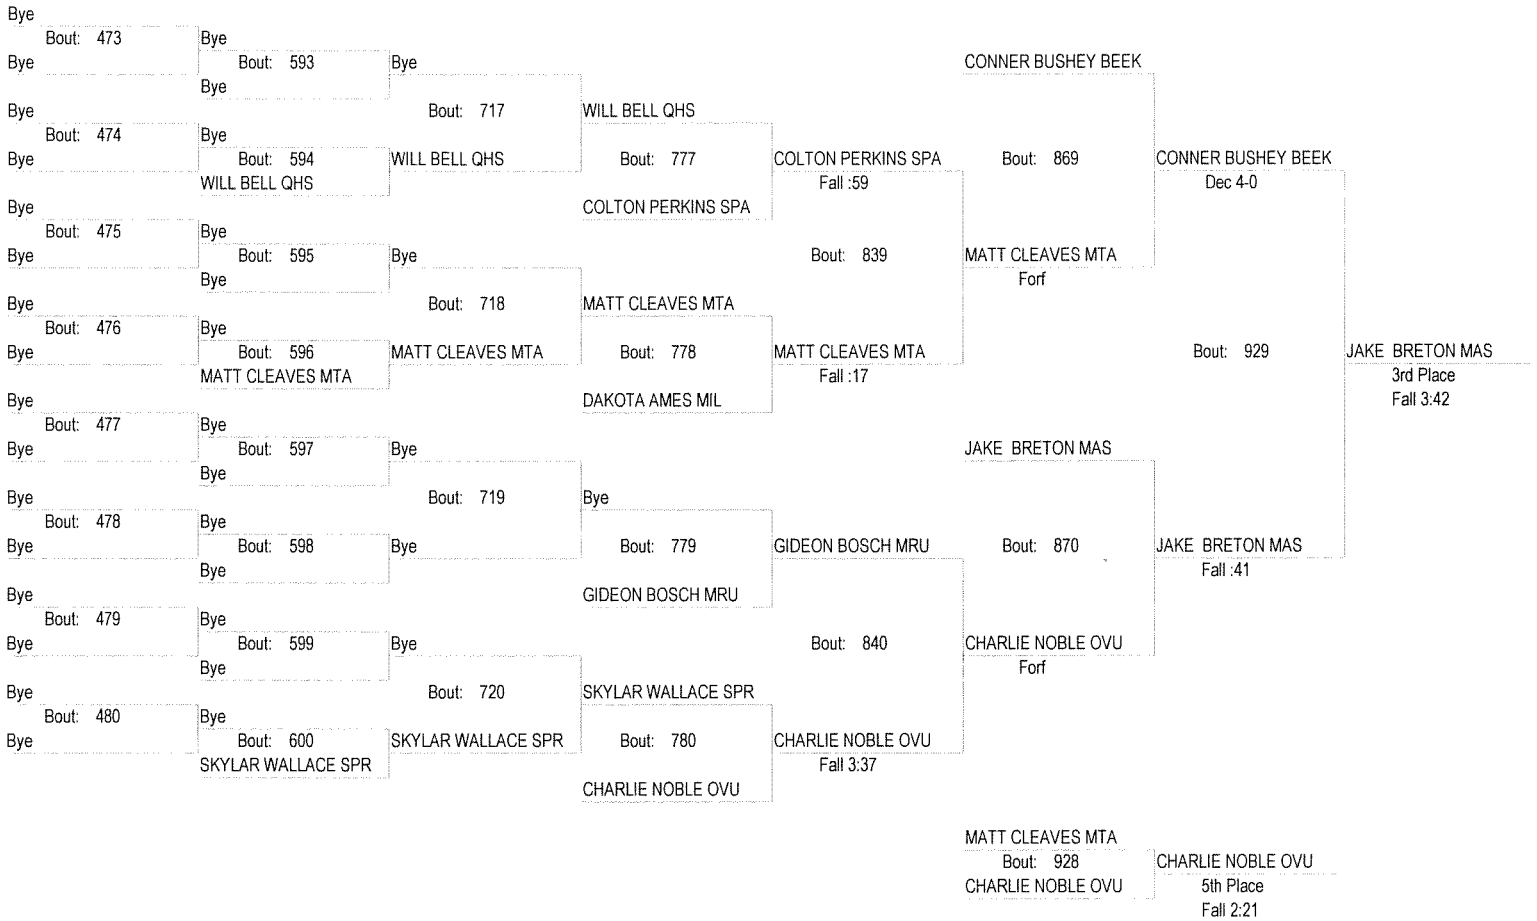 Bye
Bout: 473 Bye
Bye Bout: 593 Bye CONNER BUSHEY BEEK
Bye
Bye Bout: 717 WILL BELL QHS
Bout: 474 Bye
Bye Bout: 594 WILL BELL QHS Bout: 777 COLTON PERKINS SPA Bout: 869 CONNER BUSHEY BEEK
WILL BELL QHS Fall :59 Dec 4-0
Bye COLTON PERKINS SPA
Bout: 475 Bye
Bye Bout: 595 Bye Bout: 839 MATT CLEAVES MTA
Bye Forf
Bye Bout: 718 MATT CLEAVES MTA
Bout: 476 Bye
Bye Bout: 596 MATT CLEAVES MTA Bout: 778 MATT CLEAVES MTA Bout: 929 JAKE BRETON MAS
MATT CLEAVES MTA Fall :17 3rd Place
Bye DAKOTA AMES MIL Fall 3:42
Bout: 477 Bye
Bye Bout: 597 Bye JAKE BRETON MAS
Bye
Bye Bout: 719 Bye
Bout: 478 Bye
Bye Bout: 598 Bye Bout: 779 GIDEON BOSCH MRU Bout: 870 JAKE BRETON MAS
Bye Fall :41
Bye GIDEON BOSCH MRU
Bout: 479 Bye
Bye Bout: 599 Bye Bout: 840 CHARLIE NOBLE OVU
Bye Forf
Bye Bout: 720 SKYLAR WALLACE SPR
Bout: 480 Bye
Bye Bout: 600 SKYLAR WALLACE SPR Bout: 780 CHARLIE NOBLE OVU
SKYLAR WALLACE SPR Fall 3:37
CHARLIE NOBLE OVU
MATT CLEAVES MTA
Bout: 928 CHARLIE NOBLE OVU
CHARLIE NOBLE OVU 5th Place
Fall 2:21